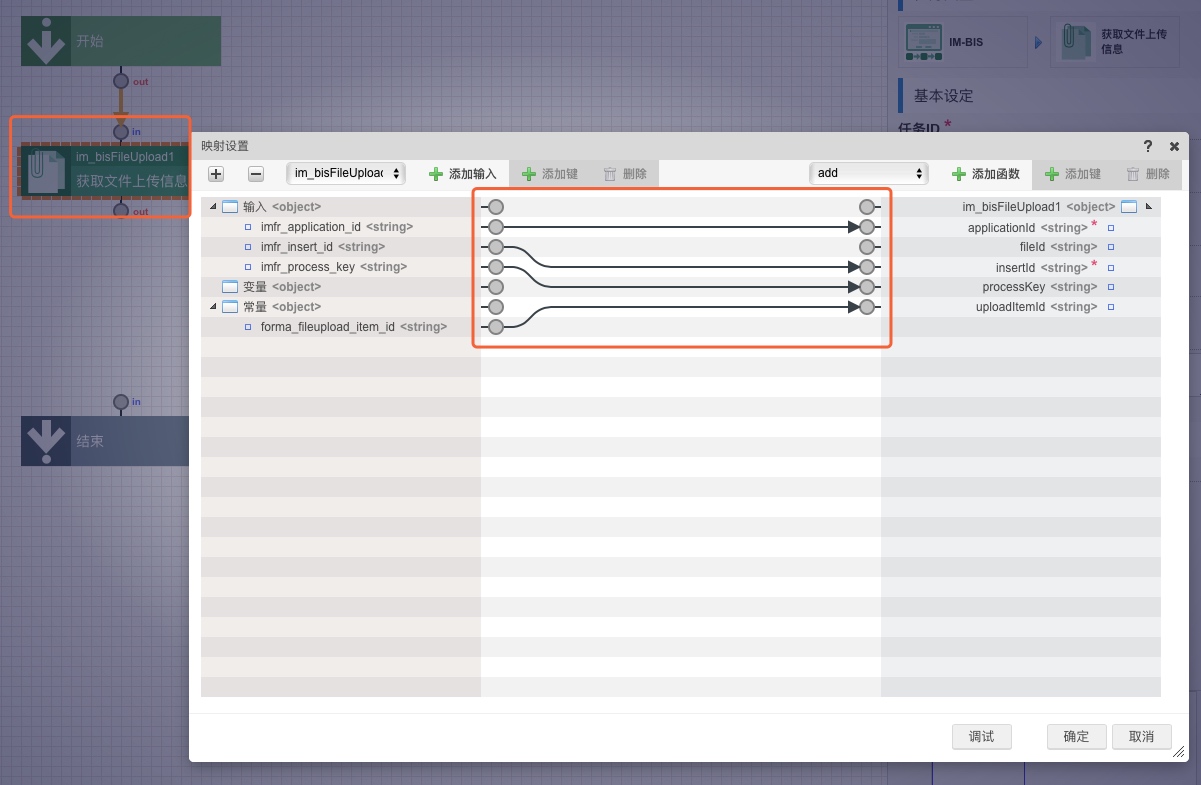 开始
out
in
im_bisFileUpload1
获取文件上传信息
out
in
结束
IM-BIS
获取文件上传
信息
基本设定
任务ID *
映射设置
?
im_bisFileUploac
添加输入
添加键
删除
add
添加函数
添加键
删除
输入 <object>
imfr_application_id <string>
imfr_insert_id <string>
imfr_process_key <string>
变量 <object>
常量 <object>
forma_fileupload_item_id <string>
im_bisFileUpload1 <object>
applicationId <string> *
fileId <string>
insertId <string> *
processKey <string>
uploadItemId <string>
调试
确定
取消